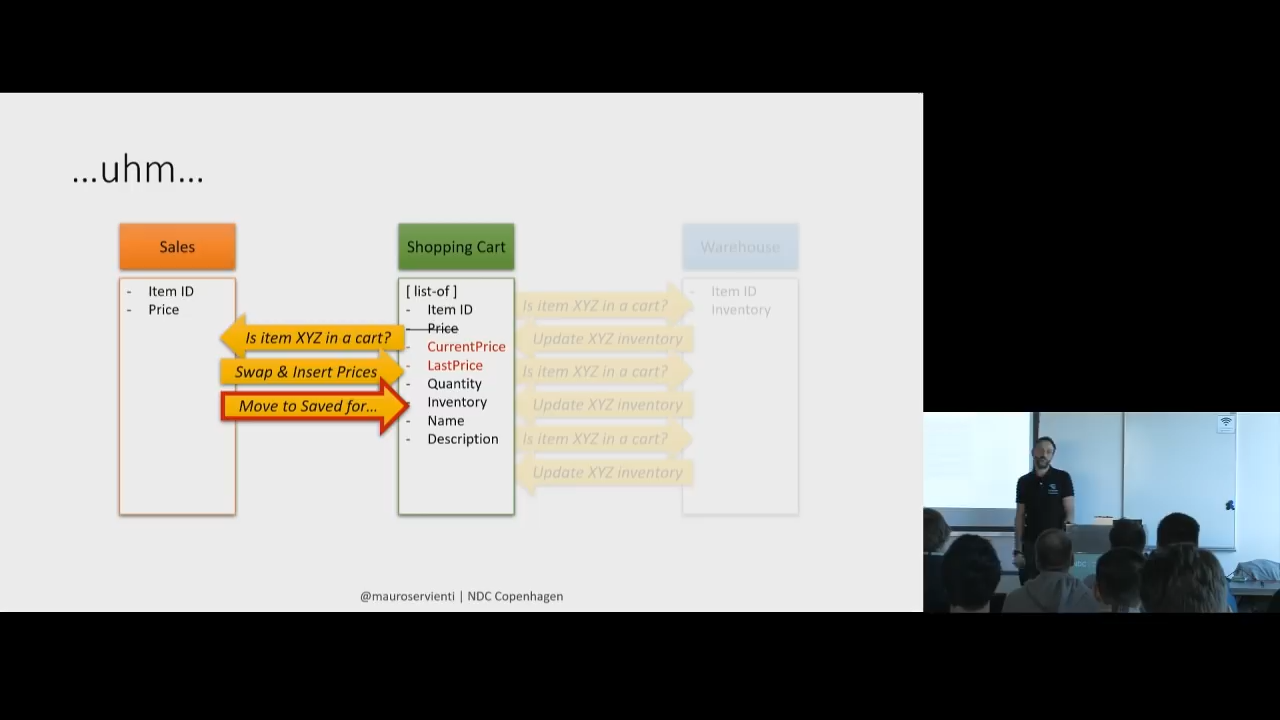 ...uhm...
Sales
- Item ID
- Price
Shopping Cart
[ list-of ]
- Item ID
- Price
- CurrentPrice
- LastPrice
- Quantity
- Inventory
- Name
- Description
Warehouse
- Item ID
Inventory
Is item XYZ in a cart?
Swap & Insert Prices
Move to Saved for...
Is item XYZ in a cart?
Update XYZ inventory
Is item XYZ in a cart?
Update XYZ inventory
Is item XYZ in a cart?
Update XYZ inventory
@mauroservienti | NDC Copenhagen